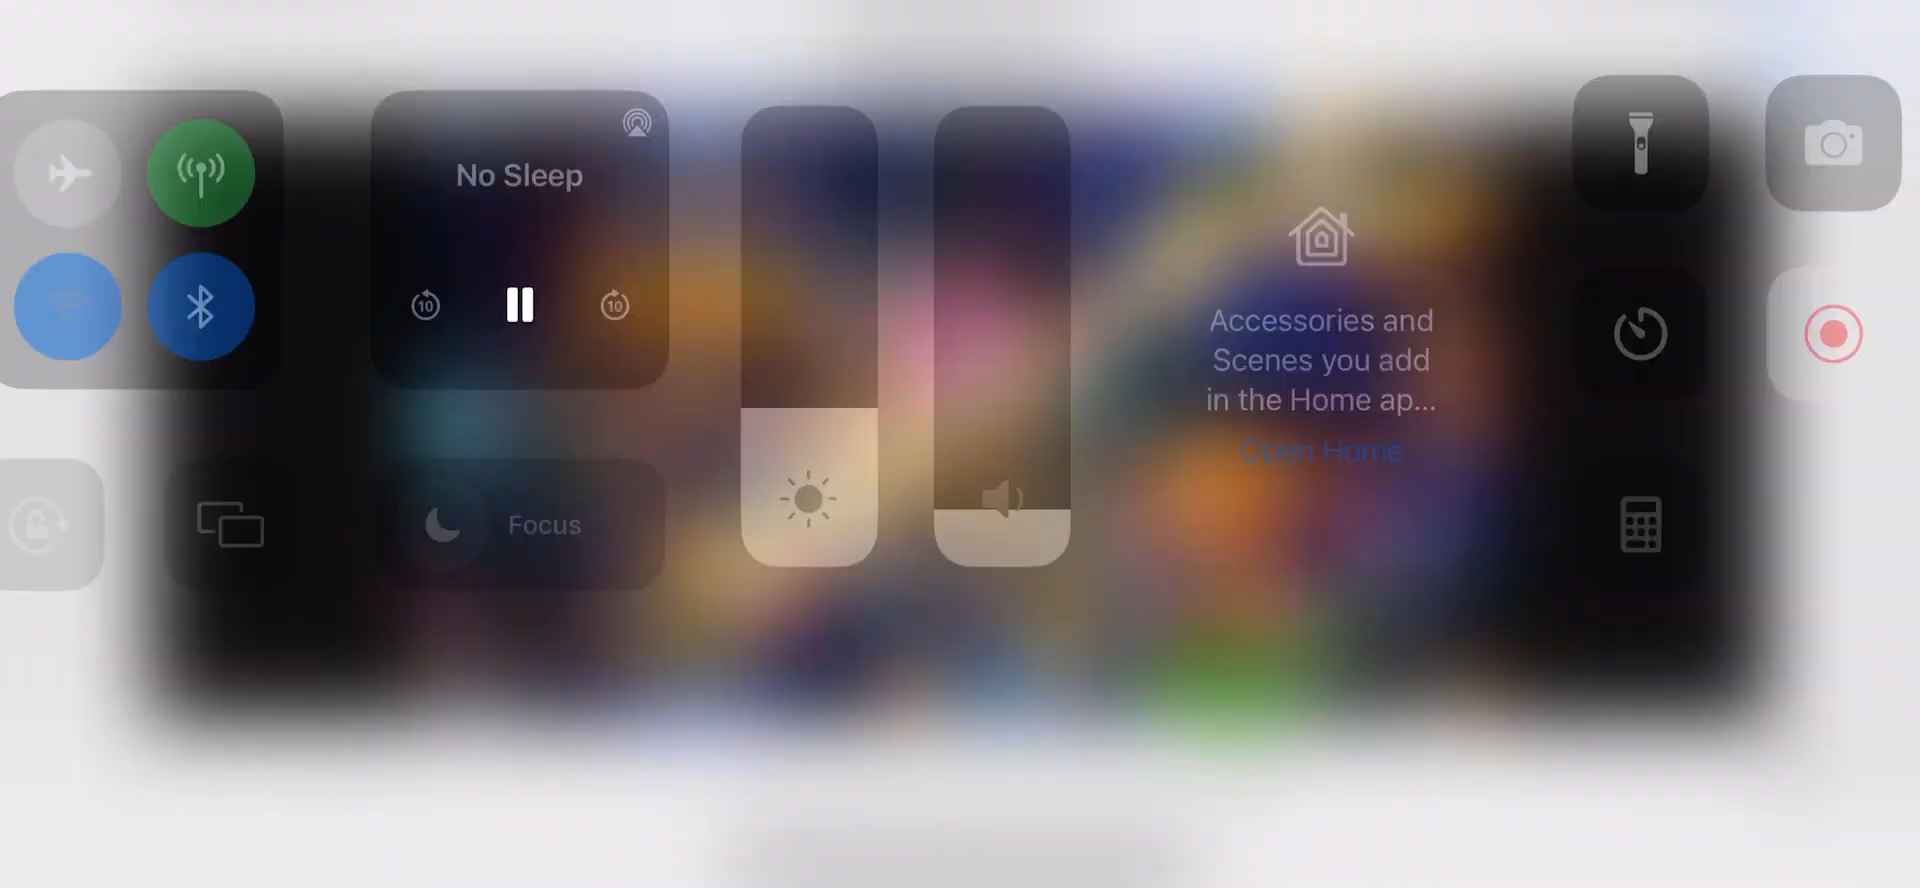 No Sleep
10
10
Focus
Accessories and
Scenes you add
in the Home ap...
Open Home